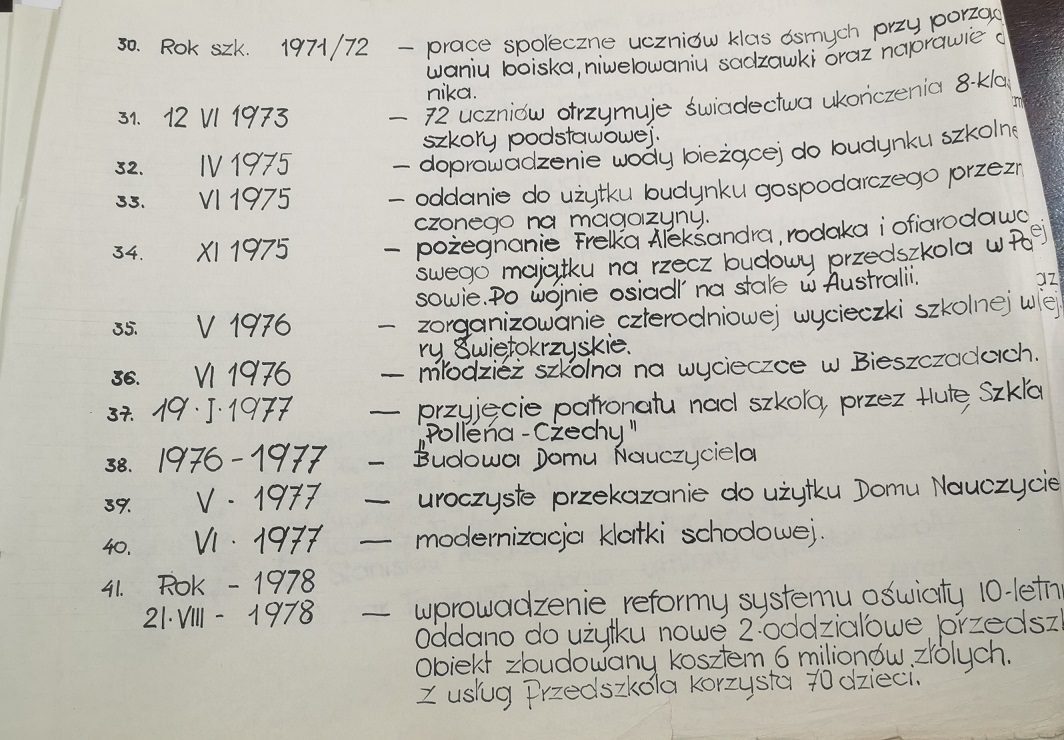 30. Rok szk. 1971/72 – prace społeczne uczniów klas ósmych przy porząd
waniu boiska, niwelowaniu sadzawki oraz naprawie c
nika.
31. 12 VI 1973 – 72 uczniów otrzymuje świadectwa ukończenia 8-klas
szkoły podstawowej.
32. IV 1975 – doprowadzenie wody bieżącej do budynku szkolne
33. VI 1975 – oddanie do użytku budynku gospodarczego przezn
czonego na magazyny.
34. XI 1975 – pożegnanie Frelka Aleksandra, rodaka i ofiarodawc
swego majątku na rzecz budowy przedszkola w Pa
sowie. Po wojnie osiadł na stałe w Australii.
35. V 1976 – zorganizowanie czterodniowej wycieczki szkolnej w
ry Świętokrzyskie.
36. VI 1976 – młodzież szkolna na wycieczce w Bieszczadach.
37. 19·I·1977 – przyjęcie patronatu nad szkołą, przez Hutę Szkła
"Pollena-Czechy"
38. 1976-1977 – Budowa Domu Nauczyciela
39. V·1977 – uroczyste przekazanie do użytku Domu Nauczycie
40. VI·1977 – modernizacja klatki schodowej.
41. Rok - 1978
21·VIII - 1978 – wprowadzenie reformy systemu oświaty 10-letni
Oddano do użytku nowe 2-oddziałowe przedszk
Obiekt zbudowany kosztem 6 milionów złotych.
Z usług Przedszkola korzysta 70 dzieci.